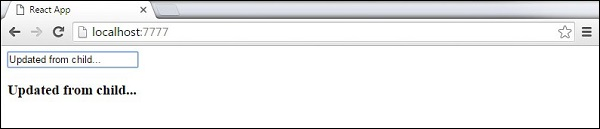 React App
localhost:7777
Updated from child...
Updated from child...